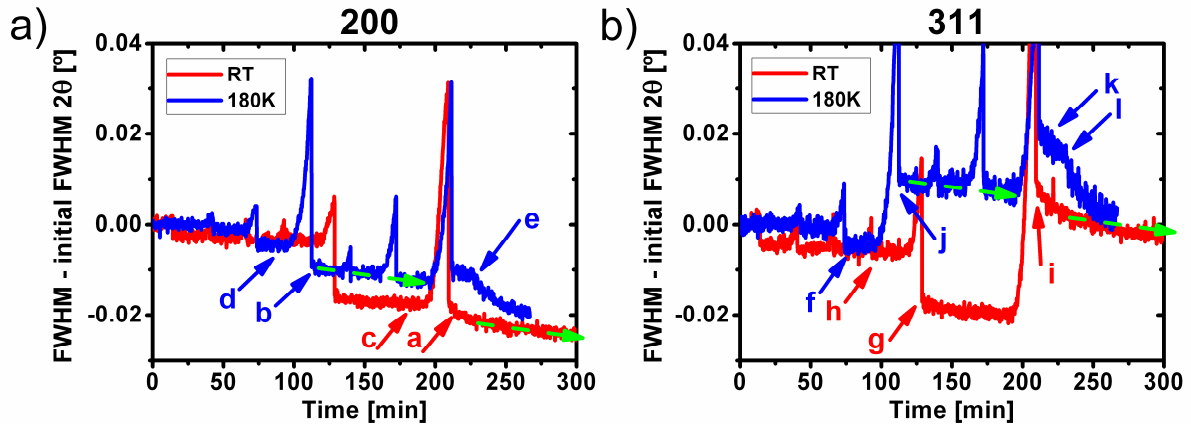 a)
200
FWHM - initial FWHM 2θ [º]
0.04
0.02
0.00
-0.02
RT
180K
d
b
c
a
e
0
50
100
150
200
250
300
Time [min]
b)
311
FWHM - initial FWHM 2θ [º]
0.04
0.02
0.00
-0.02
RT
180K
k
l
j
f
h
i
g
0
50
100
150
200
250
300
Time [min]